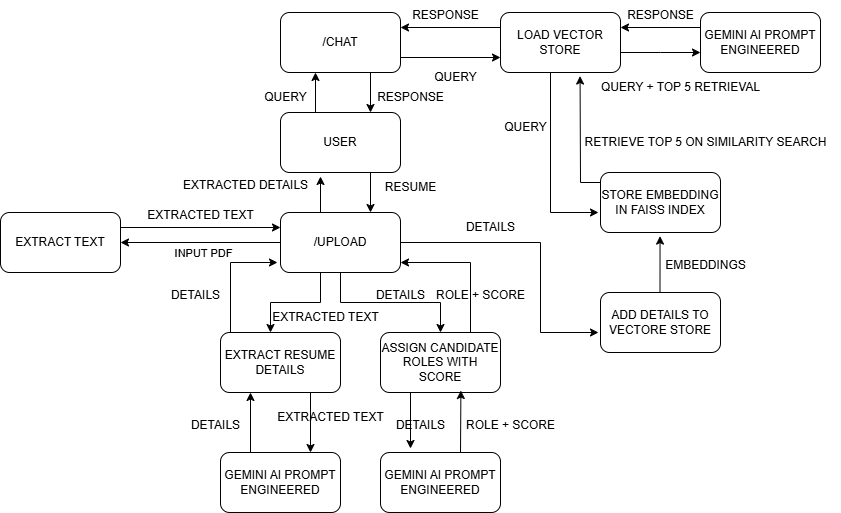 RESPONSE
RESPONSE
/CHAT
LOAD VECTOR
STORE
GEMINI AI PROMPT
ENGINEERED
QUERY
QUERY
RESPONSE
QUERY + TOP 5 RETRIEVAL
QUERY
USER
RETRIEVE TOP 5 ON SIMILARITY SEARCH
EXTRACTED DETAILS
RESUME
STORE EMBEDDING
IN FAISS INDEX
EXTRACTED TEXT
DETAILS
EXTRACT TEXT
/UPLOAD
INPUT PDF
EMBEDDINGS
DETAILS
DETAILS
ROLE + SCORE
EXTRACTED TEXT
ADD DETAILS TO
VECTORE STORE
EXTRACT RESUME
DETAILS
ASSIGN CANDIDATE
ROLES WITH
SCORE
DETAILS
EXTRACTED TEXT
DETAILS
ROLE + SCORE
GEMINI AI PROMPT
ENGINEERED
GEMINI AI PROMPT
ENGINEERED